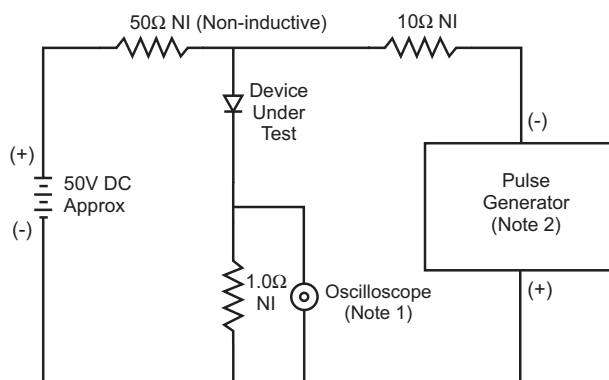 50Ω NI (Non-inductive)
10Ω NI
Device
Under
Test
(-)
(+)
50V DC
Approx
(-)
Pulse
Generator
(Note 2)
1.0Ω
NI
Oscilloscope
(Note 1)
(+)